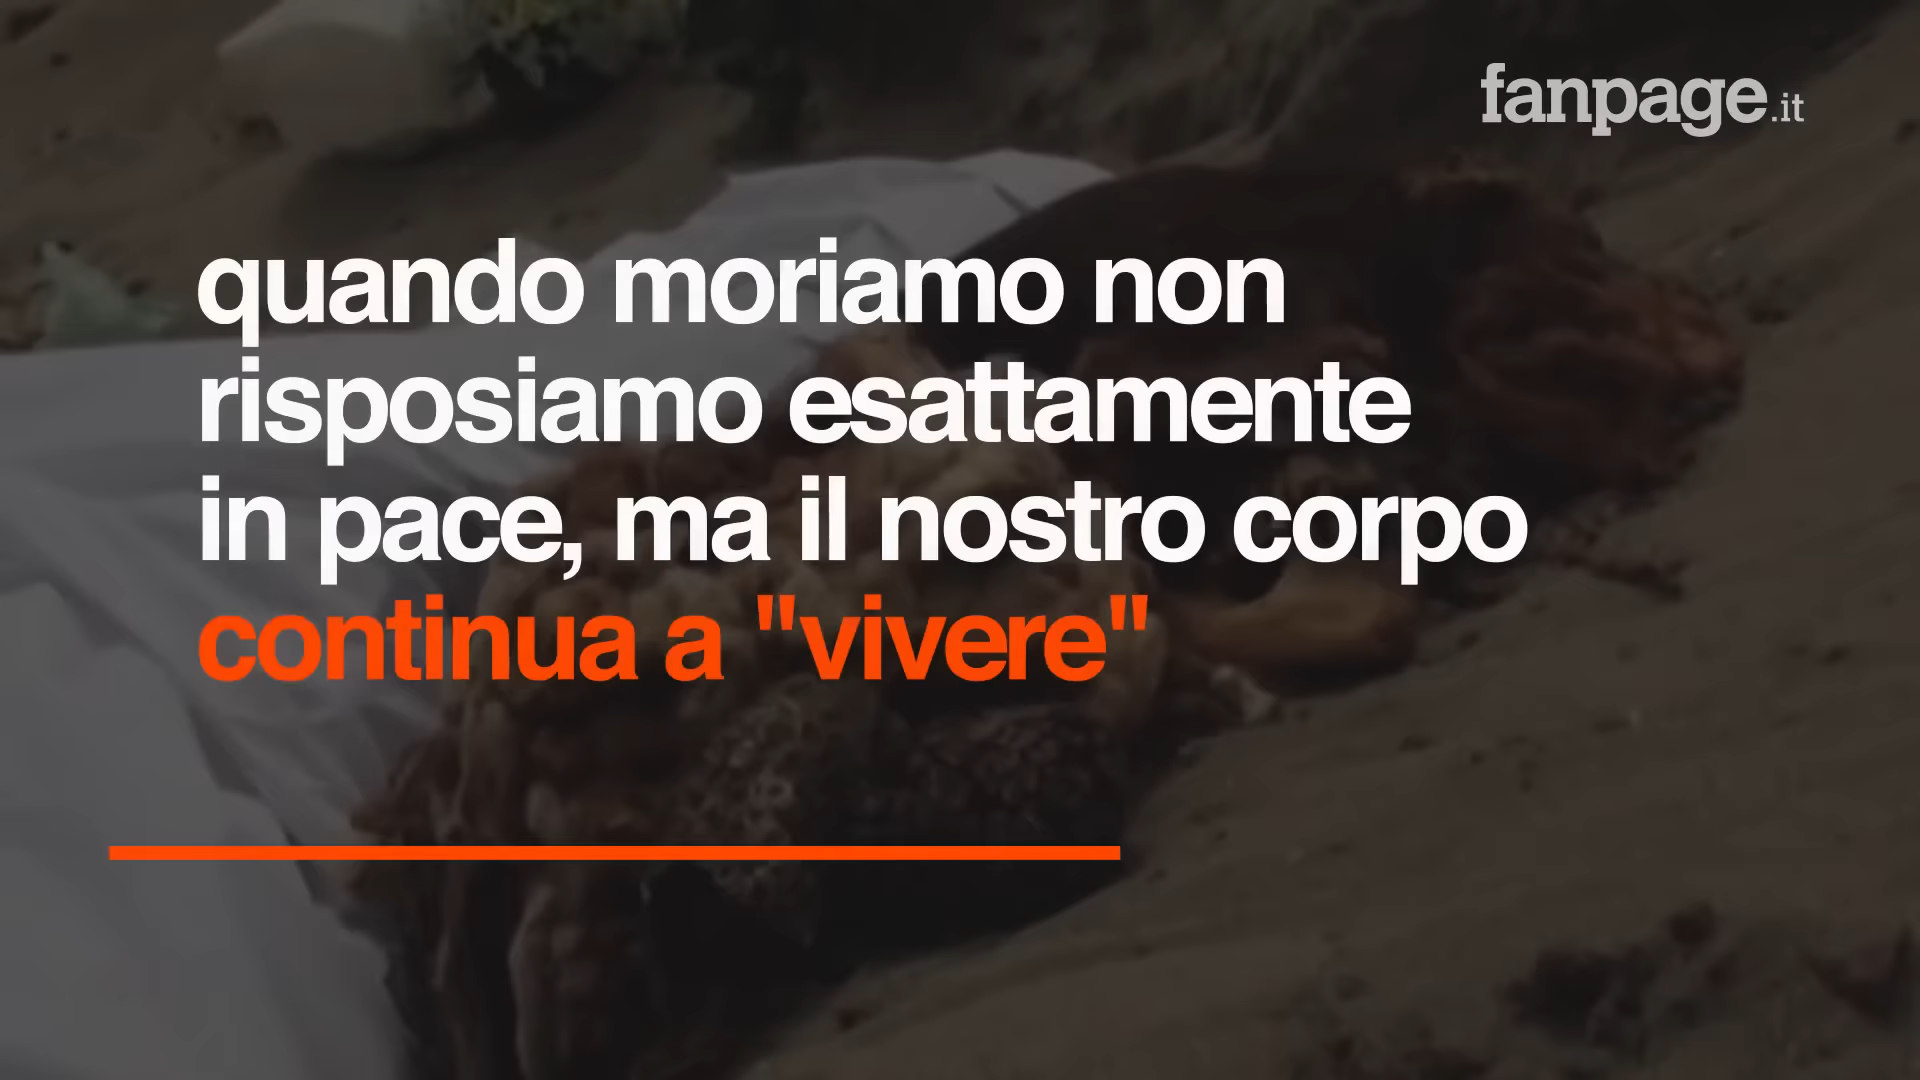 fanpage.it
quando moriamo non
risposiamo esattamente
in pace, ma il nostro corpo
continua a "vivere"